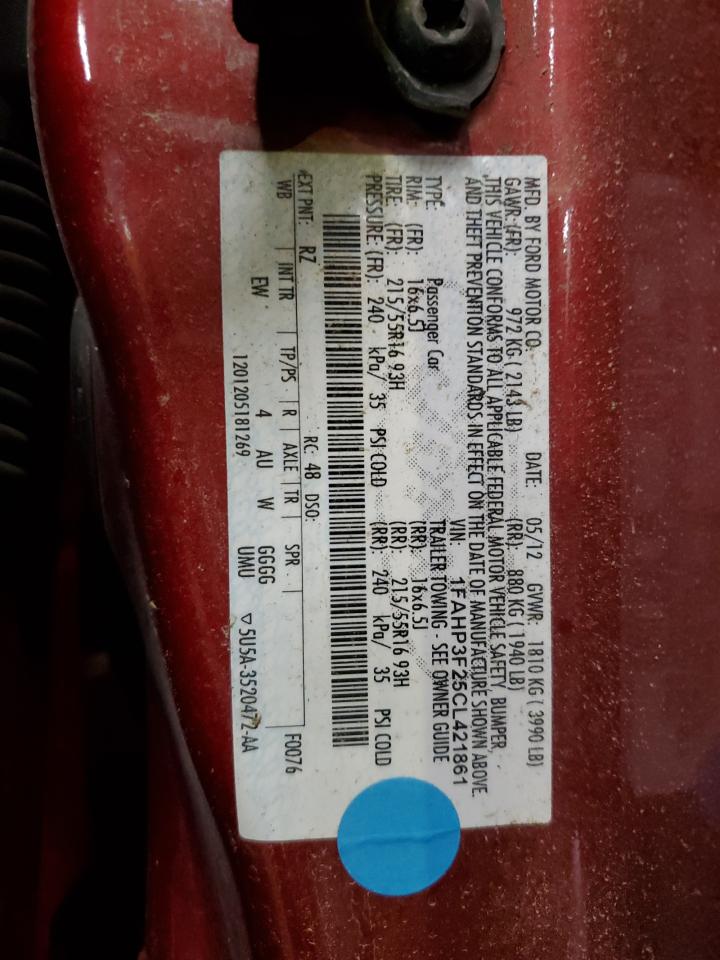 MFD. BY FORD MOTOR CO. DATE: 05/12 GVWR: 1810 KG ( 3990 LB)
GAWR: (FR): 972 KG ( 2143 LB) (RR): 880 KG ( 1940 LB)
THIS VEHICLE CONFORMS TO ALL APPLICABLE FEDERAL MOTOR VEHICLE SAFETY, BUMPER,
AND THEFT PREVENTION STANDARDS IN EFFECT ON THE DATE OF MANUFACTURE SHOWN ABOVE.
VIN: 1FAHP3F25CL421861
TYPE: Passenger Car TRAILER TOWING - SEE OWNER GUIDE
RIM: (FR): 16x6.5J (RR): 16x6.5J
TIRE: (FR): 215/55R16 93H (RR): 215/55R16 93H
PRESSURE: (FR): 240 kPa/ 35 PSI COLD (RR): 240 kPa/ 35 PSI COLD
EXT PNT: RZ RC: 48 DSO: F0076
WB INT TR TP/PS R AXLE TR SPR
EW 4 AU W GGGG
1201205181269 UMU ▽5U5A-3520472-AA